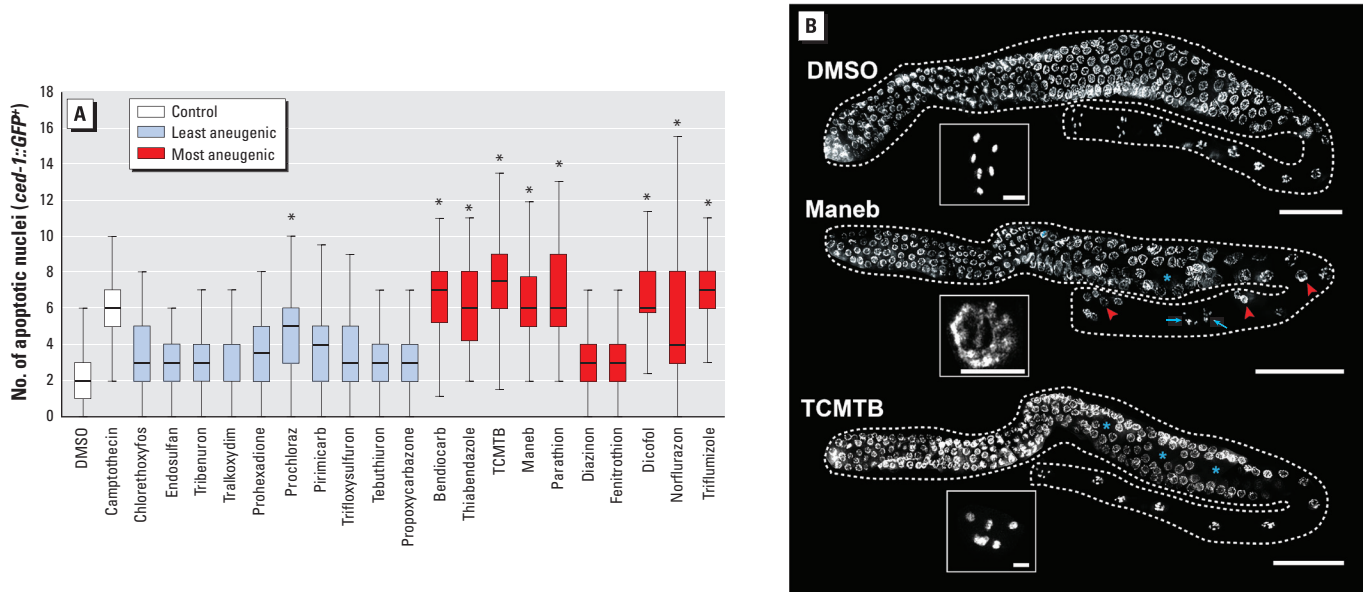 A
No. of apoptotic nuclei (ced-1::GFP+)
18
16
14
12
10
8
6
4
2
0
Control
Least aneugenic
Most aneugenic
*
*
*
*
*
*
*
*
*
DMSO
Camptothecin
Chlorethoxyfos
Endosulfan
Tribenuron
Tralkoxydim
Prohexadione
Prochloraz
Pirimicarb
Trifloxysulfuron
Tebuthiuron
Propoxycarbazone
Bendiocarb
Thiabendazole
TCMTB
Maneb
Parathion
Diazinon
Fenitrothion
Dicofol
Norflurazon
Triflumizole
B
DMSO
Maneb
*
*
TCMTB
*
*
*